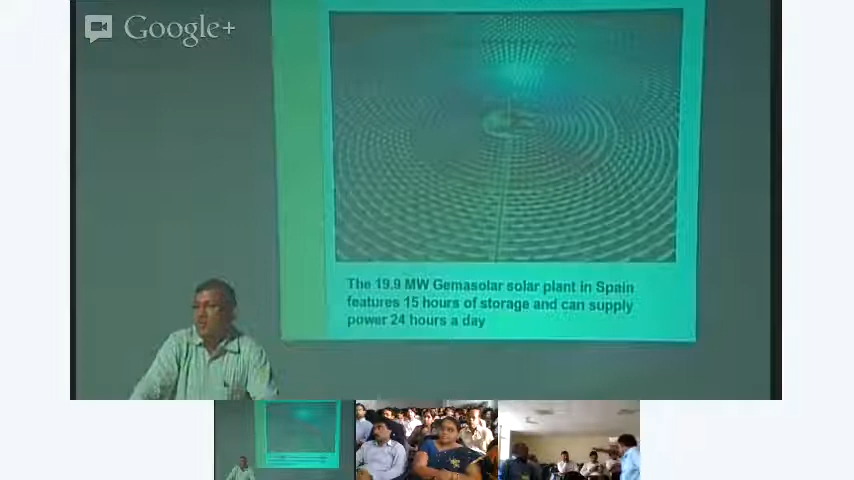 Google+
The 19.9 MW Gemasolar solar plant in Spain
features 15 hours of storage and can supply
power 24 hours a day